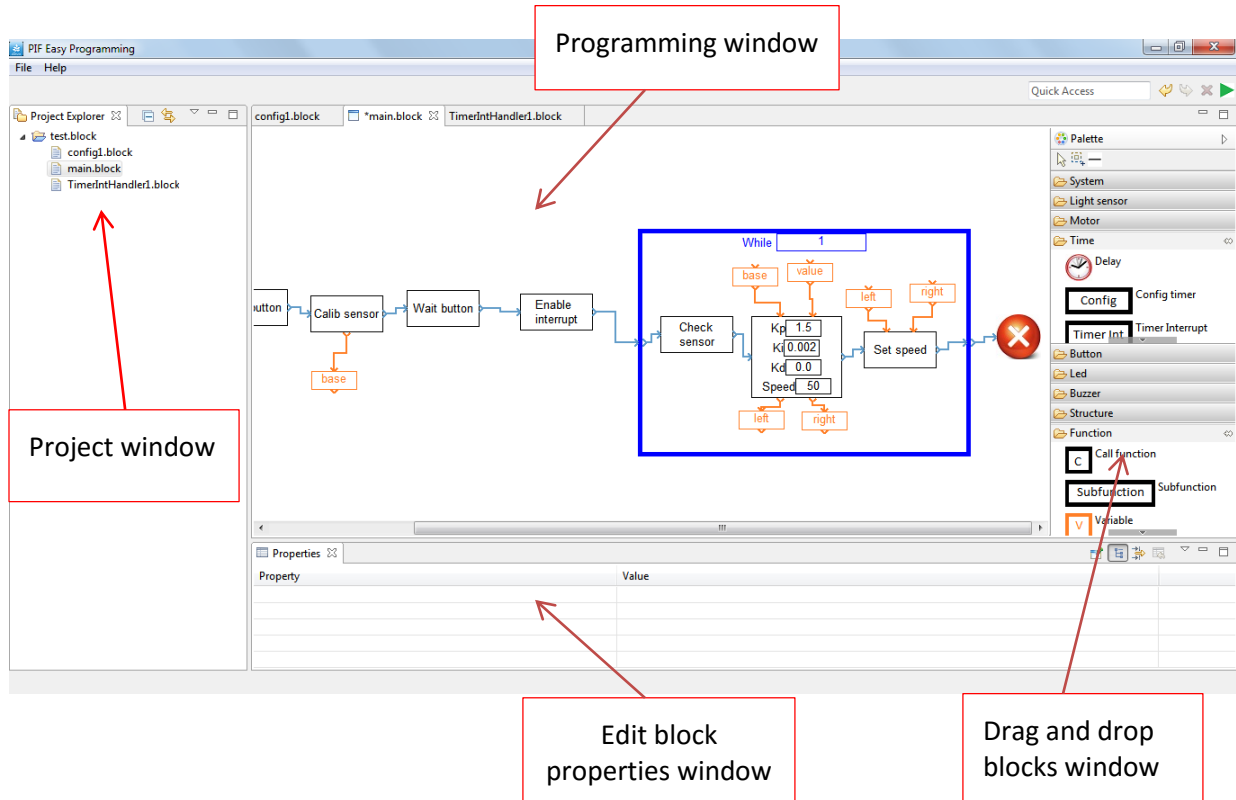 Programming window
PIF Easy Programming
File Help
Quick Access
Project Explorer
config1.block
*main.block
TimerIntHandler1.block
test.block
config1.block
main.block
TimerIntHandler1.block
Project window
utton
Calib sensor
base
Wait button
Enable
interrupt
While 1
base
value
left
right
Check
sensor
Kp 1.5
Ki 0.002
Kd 0.0
Speed 50
Set speed
left
right
Palette
System
Light sensor
Motor
Time
Delay
Config
Config timer
Timer Int
Timer Interrupt
Button
Led
Buzzer
Structure
Function
C
Call function
Subfunction
Subfunction
V
Variable
Properties
Property
Value
Edit block
properties window
Drag and drop
blocks window